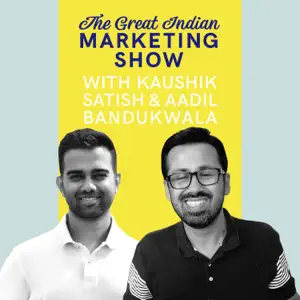 The Great Indian
MARKETING
SHOW
WITH KAUSHIK
SATISH & AADIL
BANDUKWALA